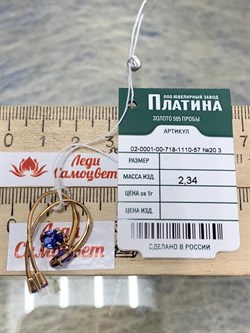 ООО ЮВЕЛИРНЫЙ ЗАВОД
ПЛАТИНА
ЗОЛОТО 585 ПРОБЫ
АРТИКУЛ
02-0001-00-718-1110-57 №20 3
РАЗМЕР
МАССА ИЗД. 2,34
ЦЕНА за 1г
ЦЕНА ИЗД.
СДЕЛАНО В РОССИИ
Леди
Самоцвет
Самоцвет